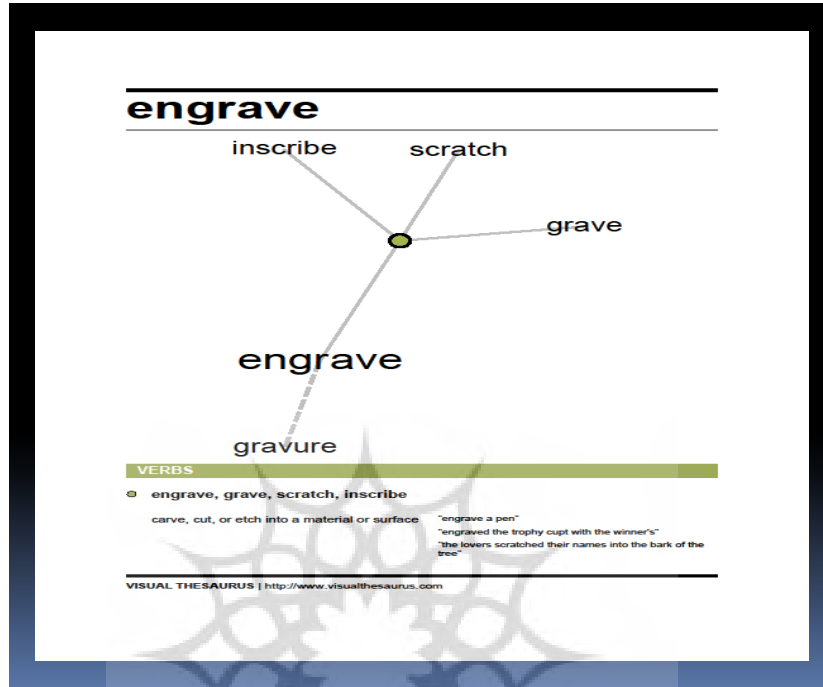 engrave
inscribe
scratch
grave
engrave
gravure
VERBS
engrave, grave, scratch, inscribe
carve, cut, or etch into a material or surface
"engrave a pen"
"engraved the trophy cupt with the winner's"
"the lovers scratched their names into the bark of the
tree"
VISUAL THESAURUS | http://www.visualthesaurus.com